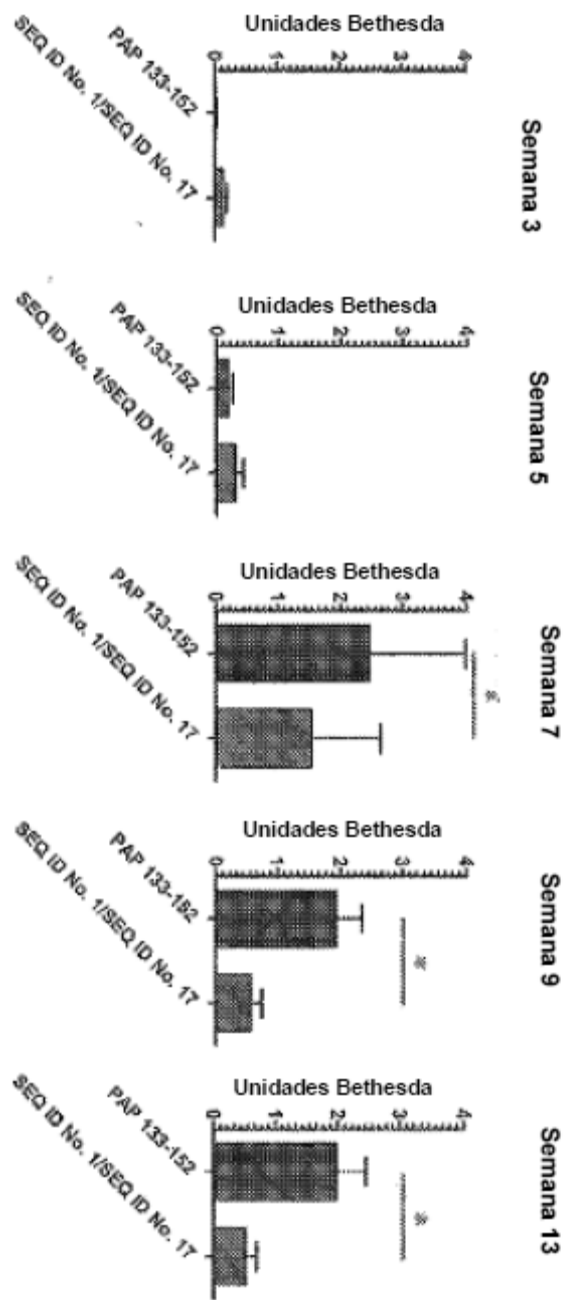 Semana 3
Unidades Bethesda
4
3
2
1
0
PAP 133-152
SEQ ID No. 1/SEQ ID No. 17
Semana 5
Unidades Bethesda
4
3
2
1
0
PAP 133-152
SEQ ID No. 1/SEQ ID No. 17
Semana 7
Unidades Bethesda
4
3
2
1
0
*
PAP 133-152
SEQ ID No. 1/SEQ ID No. 17
Semana 9
Unidades Bethesda
4
3
2
1
0
*
PAP 133-152
SEQ ID No. 1/SEQ ID No. 17
Semana 13
Unidades Bethesda
4
3
2
1
0
*
PAP 133-152
SEQ ID No. 1/SEQ ID No. 17